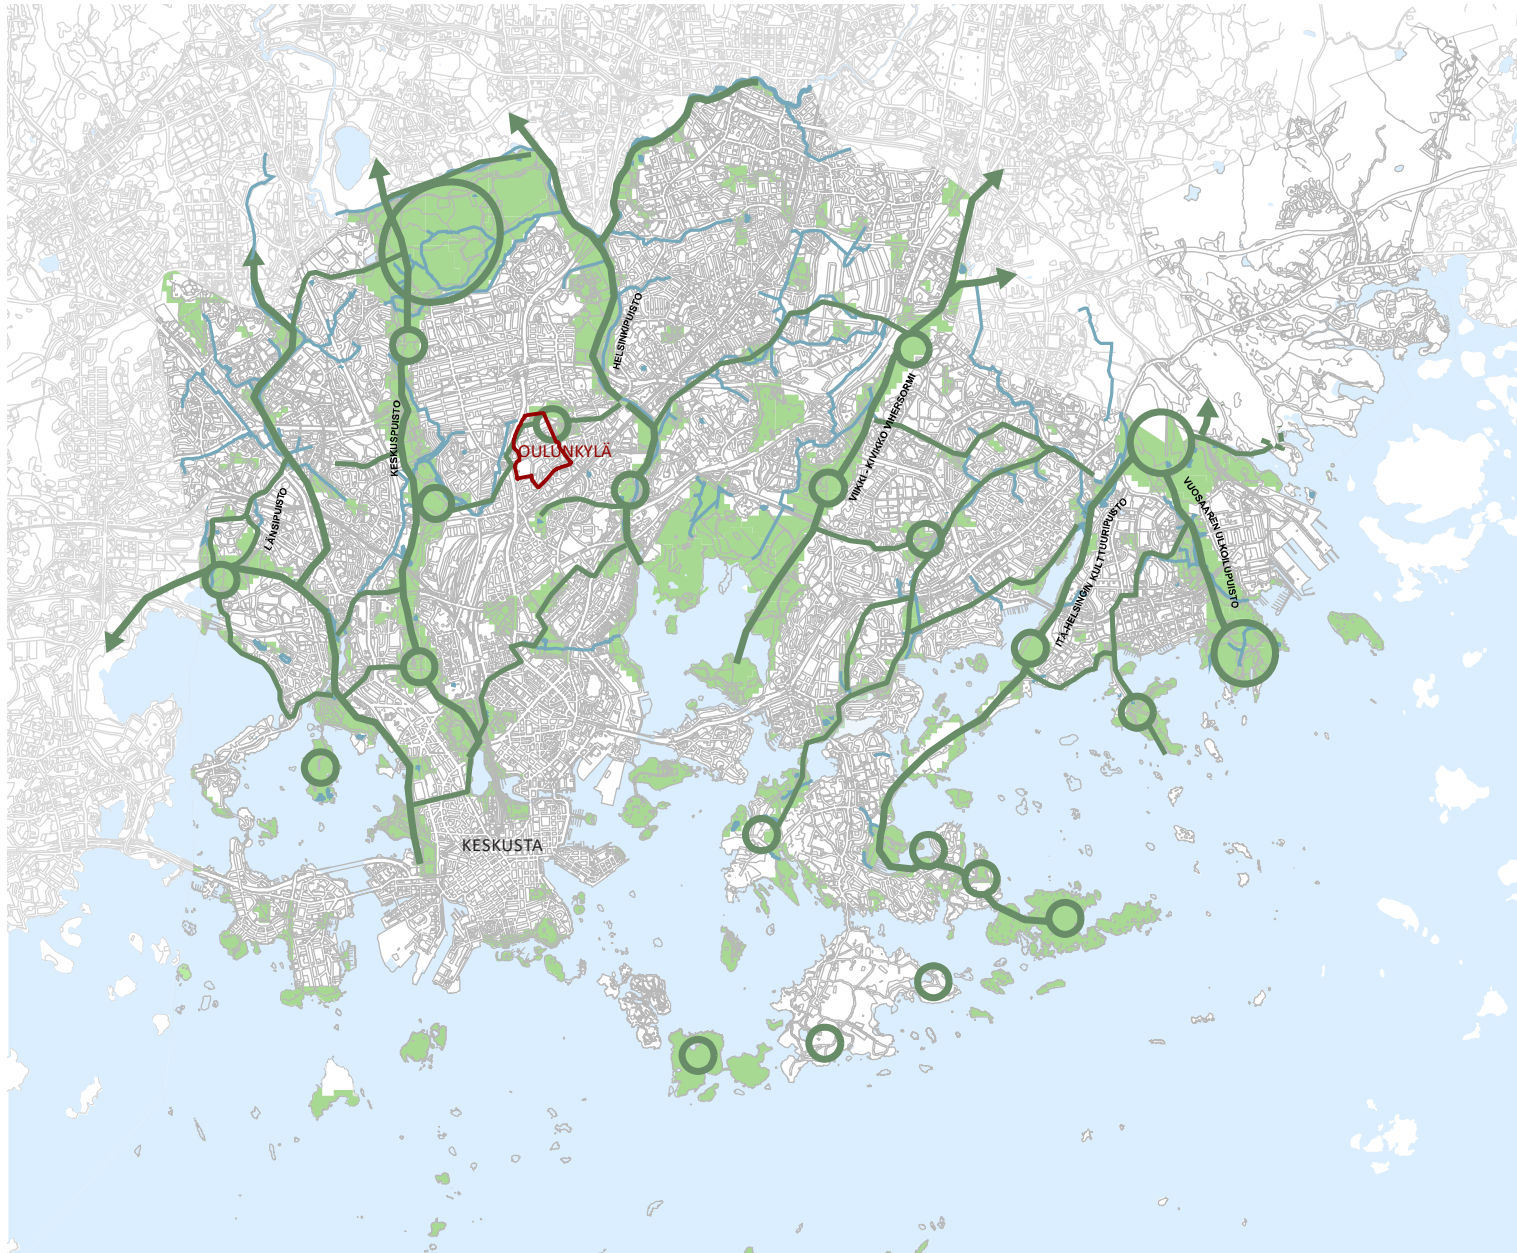 HELSINKIPUISTO
KESKUSPUISTO
OULUNKYLÄ
VIIKKI - KIVIKKO VIHERSORMI
LÄNSIPUISTO
ITÄ-HELSINGIN KULTTUURIPUISTO
VUOSAAREN ULKOILUPUISTO
KESKUSTA